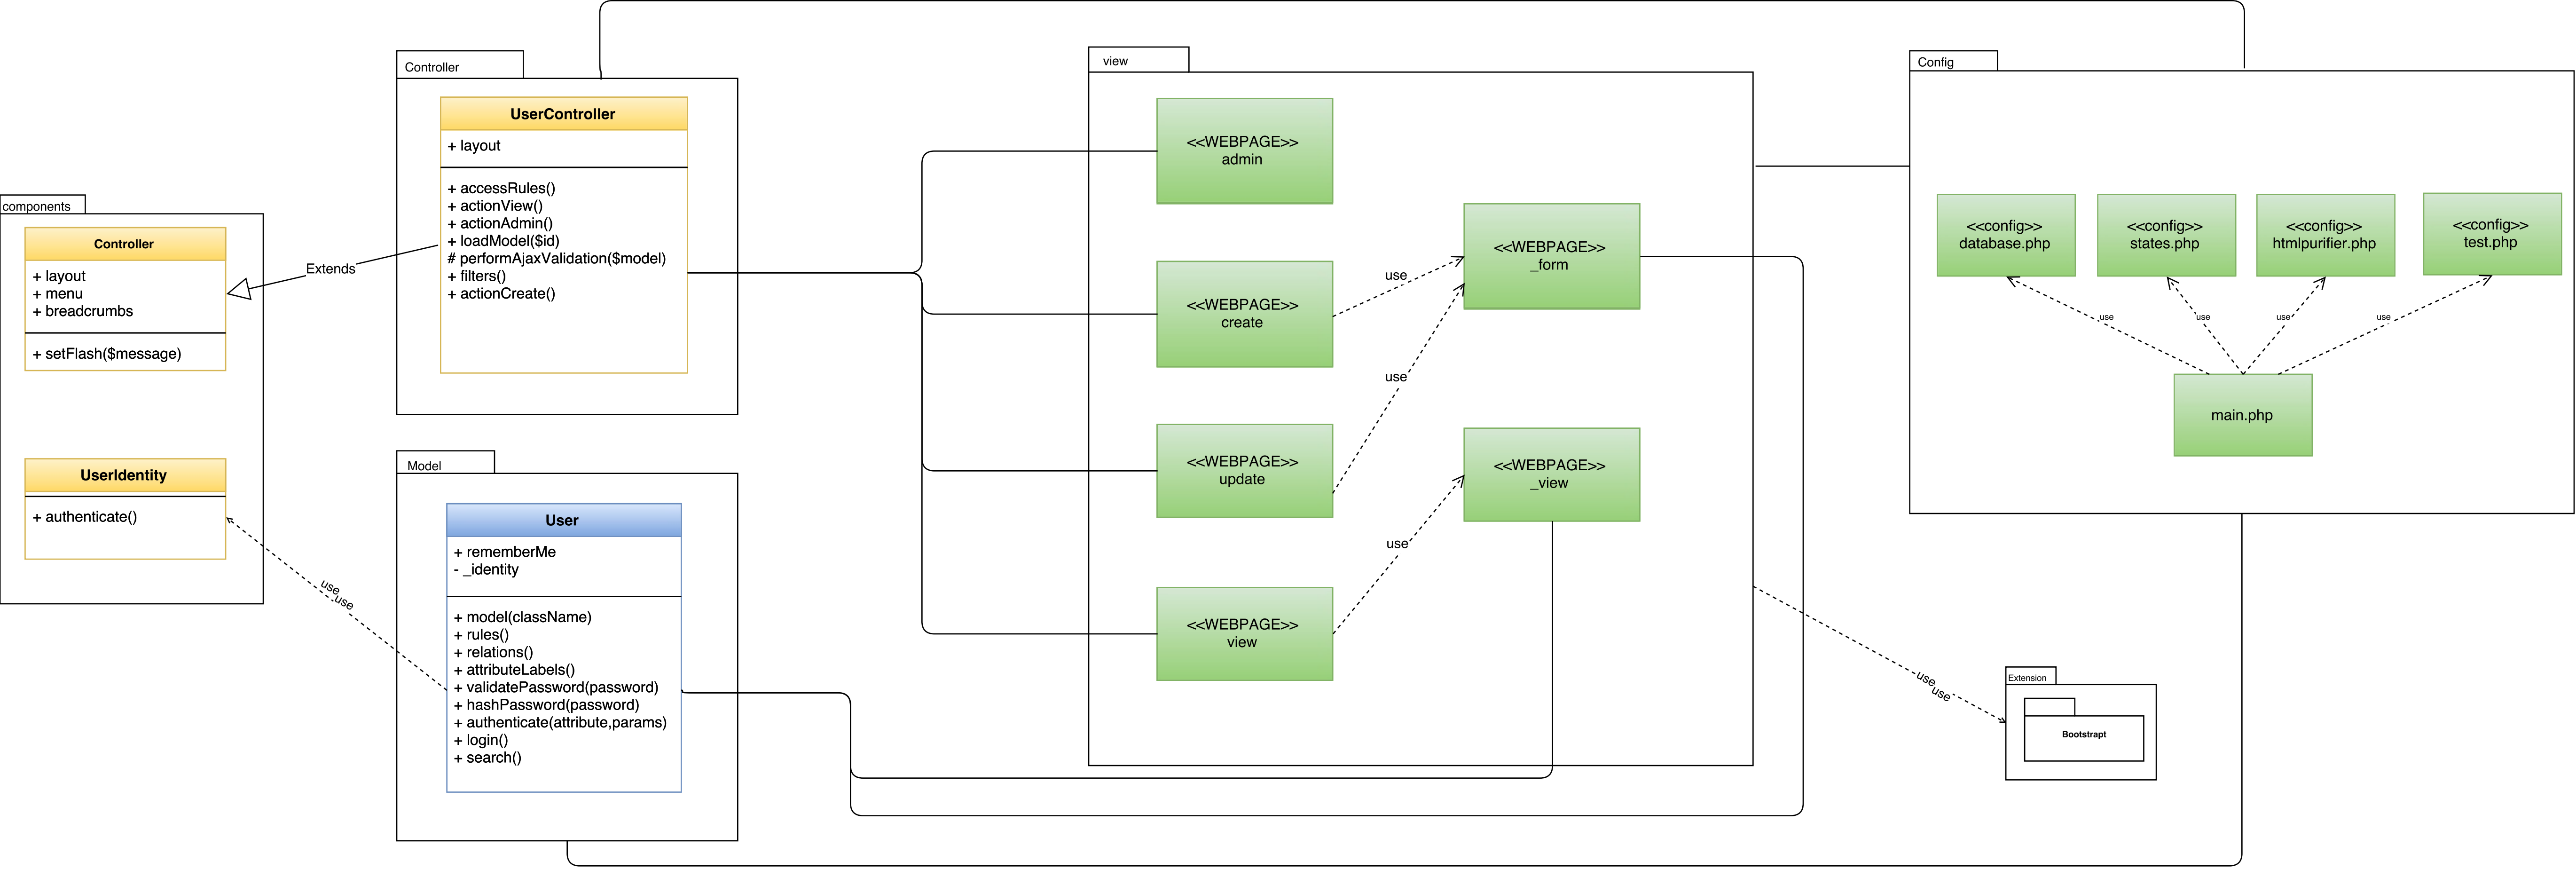 components
Controller
+ layout
+ menu
+ breadcrumbs
+ setFlash($message)
UserIdentity
+ authenticate()
Extends
use
use
Controller
UserController
+ layout
+ accessRules()
+ actionView()
+ actionAdmin()
+ loadModel($id)
# performAjaxValidation($model)
+ filters()
+ actionCreate()
Model
User
+ rememberMe
- _identity
+ model(className)
+ rules()
+ relations()
+ attributeLabels()
+ validatePassword(password)
+ hashPassword(password)
+ authenticate(attribute,params)
+ login()
+ search()
view
<<WEBPAGE>>
admin
<<WEBPAGE>>
create
<<WEBPAGE>>
update
<<WEBPAGE>>
view
use
use
use
<<WEBPAGE>>
_form
<<WEBPAGE>>
_view
Config
<<config>>
database.php
<<config>>
states.php
<<config>>
htmlpurifier.php
<<config>>
test.php
use
use
use
use
main.php
use
use
Extension
Bootstrapt